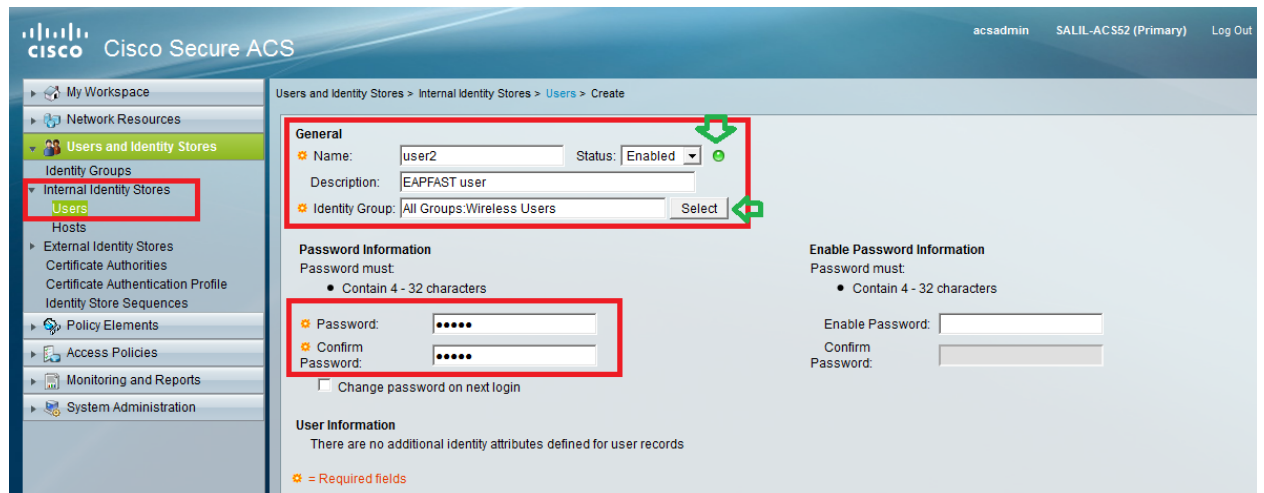 cisco Cisco Secure ACS
acsadmin SALIL-ACS52 (Primary) Log Out
My Workspace
Network Resources
Users and Identity Stores
Identity Groups
Internal Identity Stores
Users
Hosts
External Identity Stores
Certificate Authorities
Certificate Authentication Profile
Identity Store Sequences
Policy Elements
Access Policies
Monitoring and Reports
System Administration
Users and Identity Stores > Internal Identity Stores > Users > Create
General
Name: user2 Status: Enabled
Description: EAPFAST user
Identity Group: All Groups:Wireless Users Select
Password Information
Password must:
• Contain 4 - 32 characters
Password: •••••
Confirm
Password: •••••
Change password on next login
Enable Password Information
Password must:
• Contain 4 - 32 characters
Enable Password:
Confirm
Password:
User Information
There are no additional identity attributes defined for user records
= Required fields